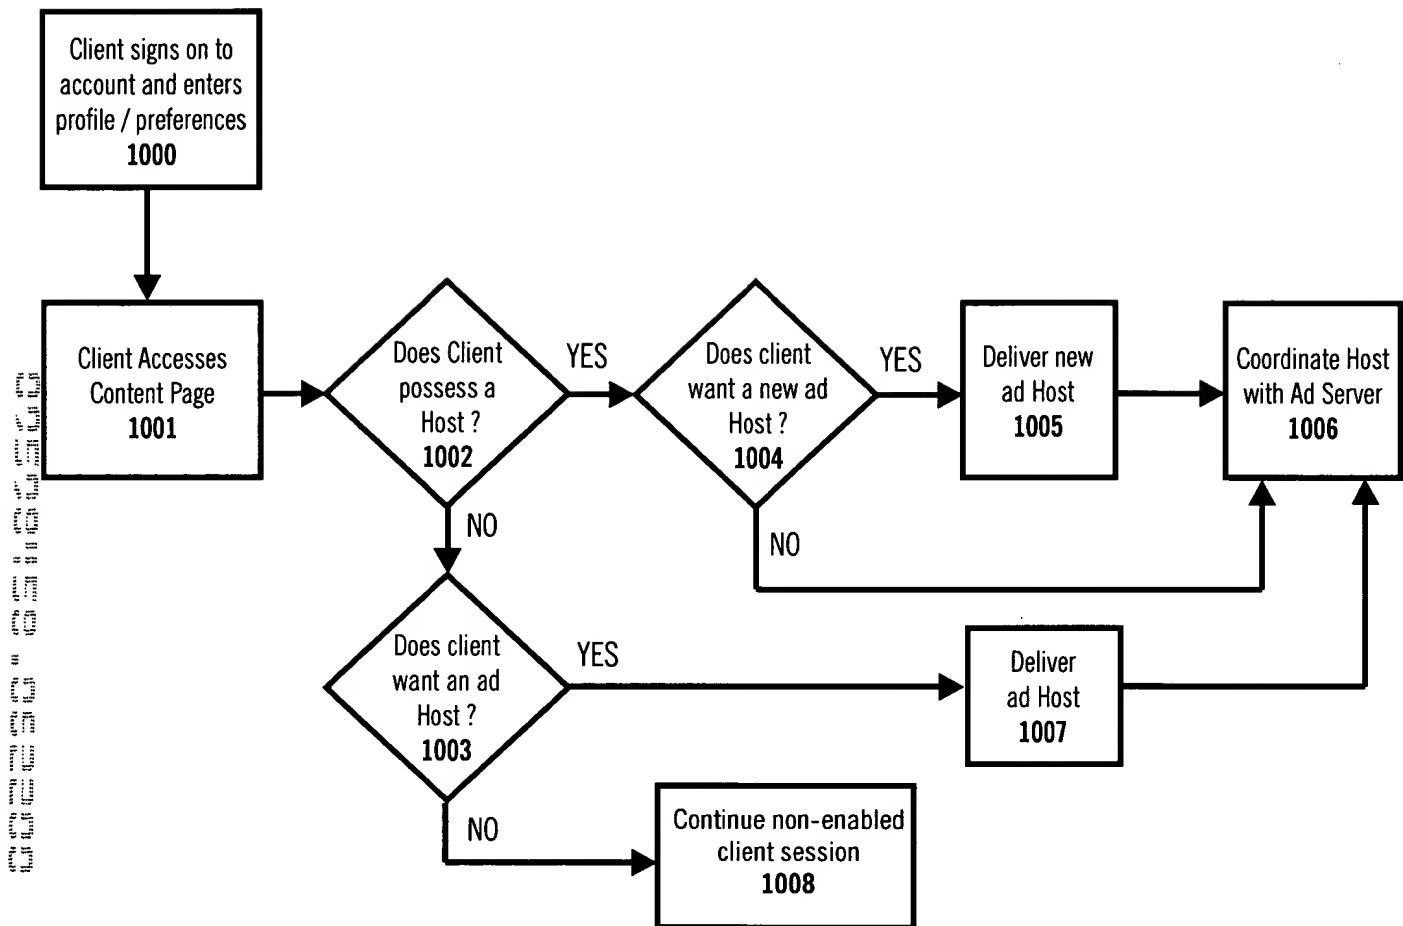 Client signs on to
account and enters
profile / preferences
1000
Client Accesses
Content Page
1001
Does Client
possess a
Host ?
1002
YES
Does client
want a new ad
Host ?
1004
YES
Deliver new
ad Host
1005
Coordinate Host
with Ad Server
1006
NO
NO
Does client
want an ad
Host ?
1003
YES
Deliver
ad Host
1007
NO
Continue non-enabled
client session
1008